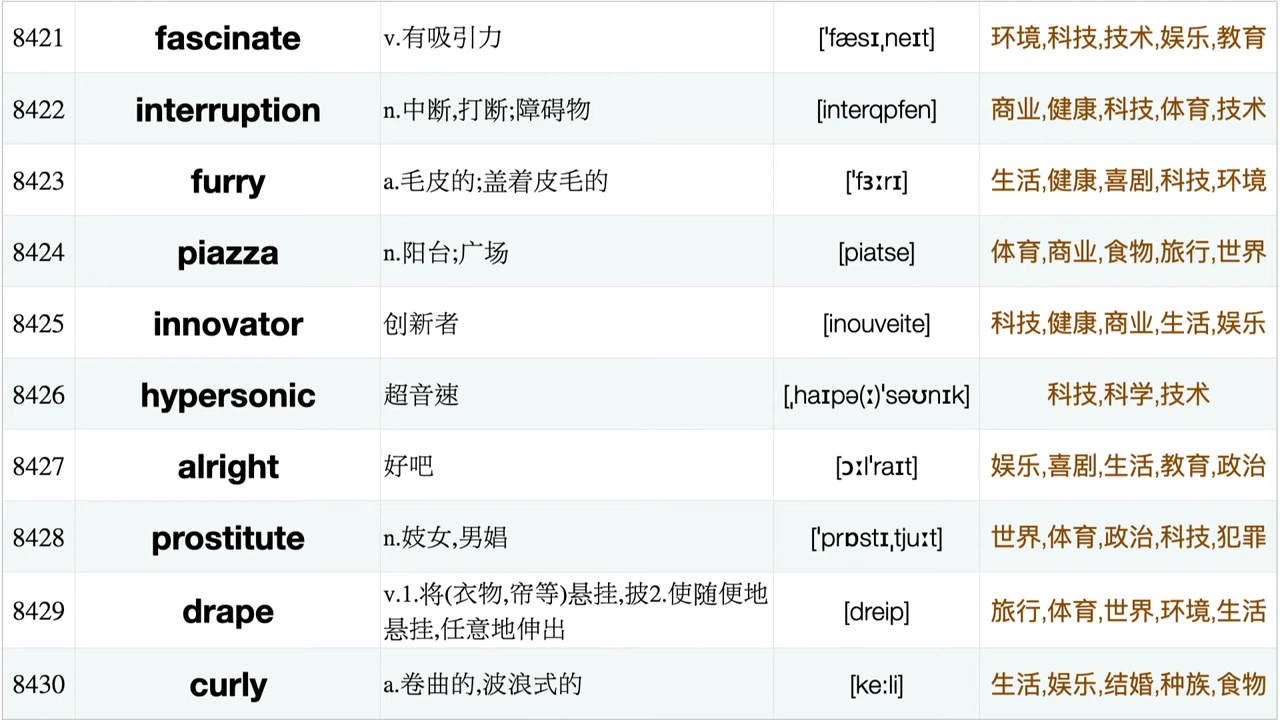 8421 fascinate v.有吸引力 [ˈfæsɪˌneɪt] 环境,科技,技术,娱乐,教育
8422 interruption n.中断,打断;障碍物 [interqpfen] 商业,健康,科技,体育,技术
8423 furry a.毛皮的;盖着皮毛的 [ˈfɜːrɪ] 生活,健康,喜剧,科技,环境
8424 piazza n.阳台;广场 [piatse] 体育,商业,食物,旅行,世界
8425 innovator 创新者 [inouveite] 科技,健康,商业,生活,娱乐
8426 hypersonic 超音速 [ˌhaɪpə(ː)ˈsəʊnɪk] 科技,科学,技术
8427 alright 好吧 [ɔːlˈraɪt] 娱乐,喜剧,生活,教育,政治
8428 prostitute n.妓女,男娼 [ˈprɒstɪˌtjuːt] 世界,体育,政治,科技,犯罪
8429 drape v.1.将(衣物,帘等)悬挂,披2.使随便地
悬挂,任意地伸出 [dreip] 旅行,体育,世界,环境,生活
8430 curly a.卷曲的,波浪式的 [ke:li] 生活,娱乐,结婚,种族,食物